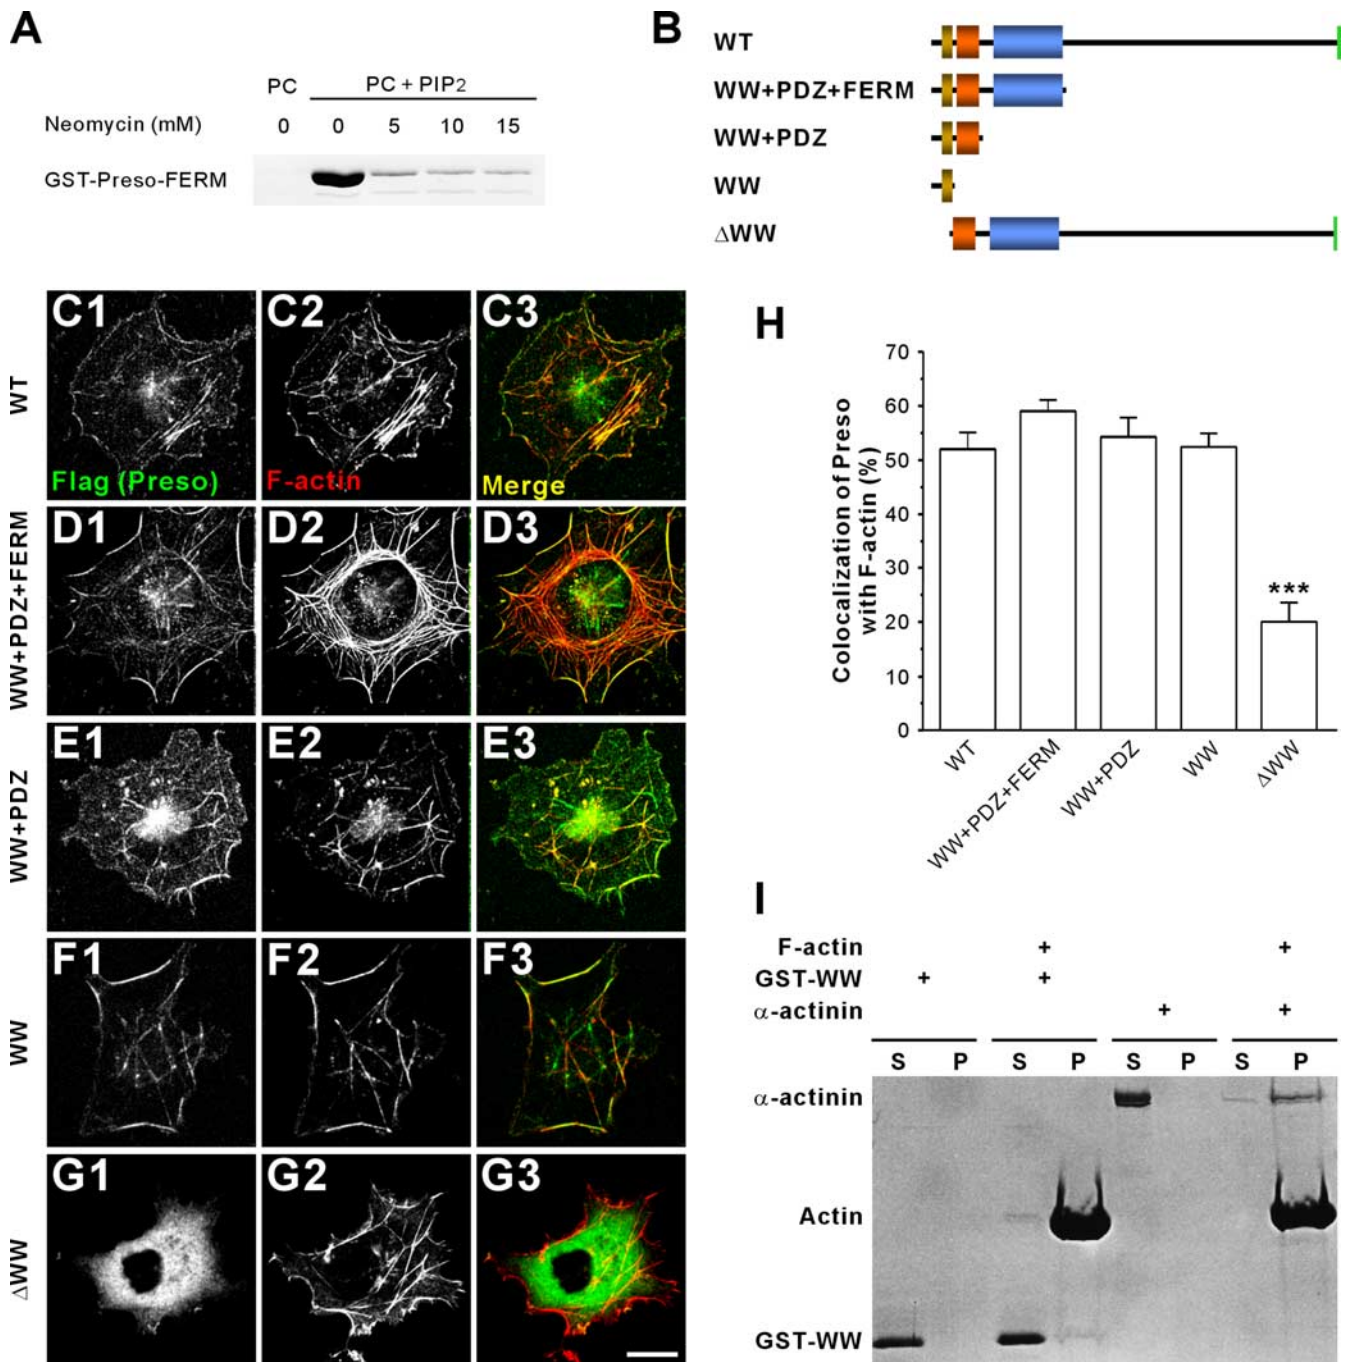 A
PC
PC + PIP2
Neomycin (mM)
0
0
5
10
15
GST-Preso-FERM
B
WT
WW+PDZ+FERM
WW+PDZ
WW
ΔWW
C1
C2
C3
WT
Flag (Preso)
F-actin
Merge
D1
D2
D3
WW+PDZ+FERM
E1
E2
E3
WW+PDZ
F1
F2
F3
WW
G1
G2
G3
ΔWW
H
Colocalization of Preso
with F-actin (%)
70
60
50
40
30
20
10
0
***
WT
WW+PDZ+FERM
WW+PDZ
WW
ΔWW
I
F-actin + +
GST-WW + +
α-actinin + +
S P S P S P S P
α-actinin
Actin
GST-WW